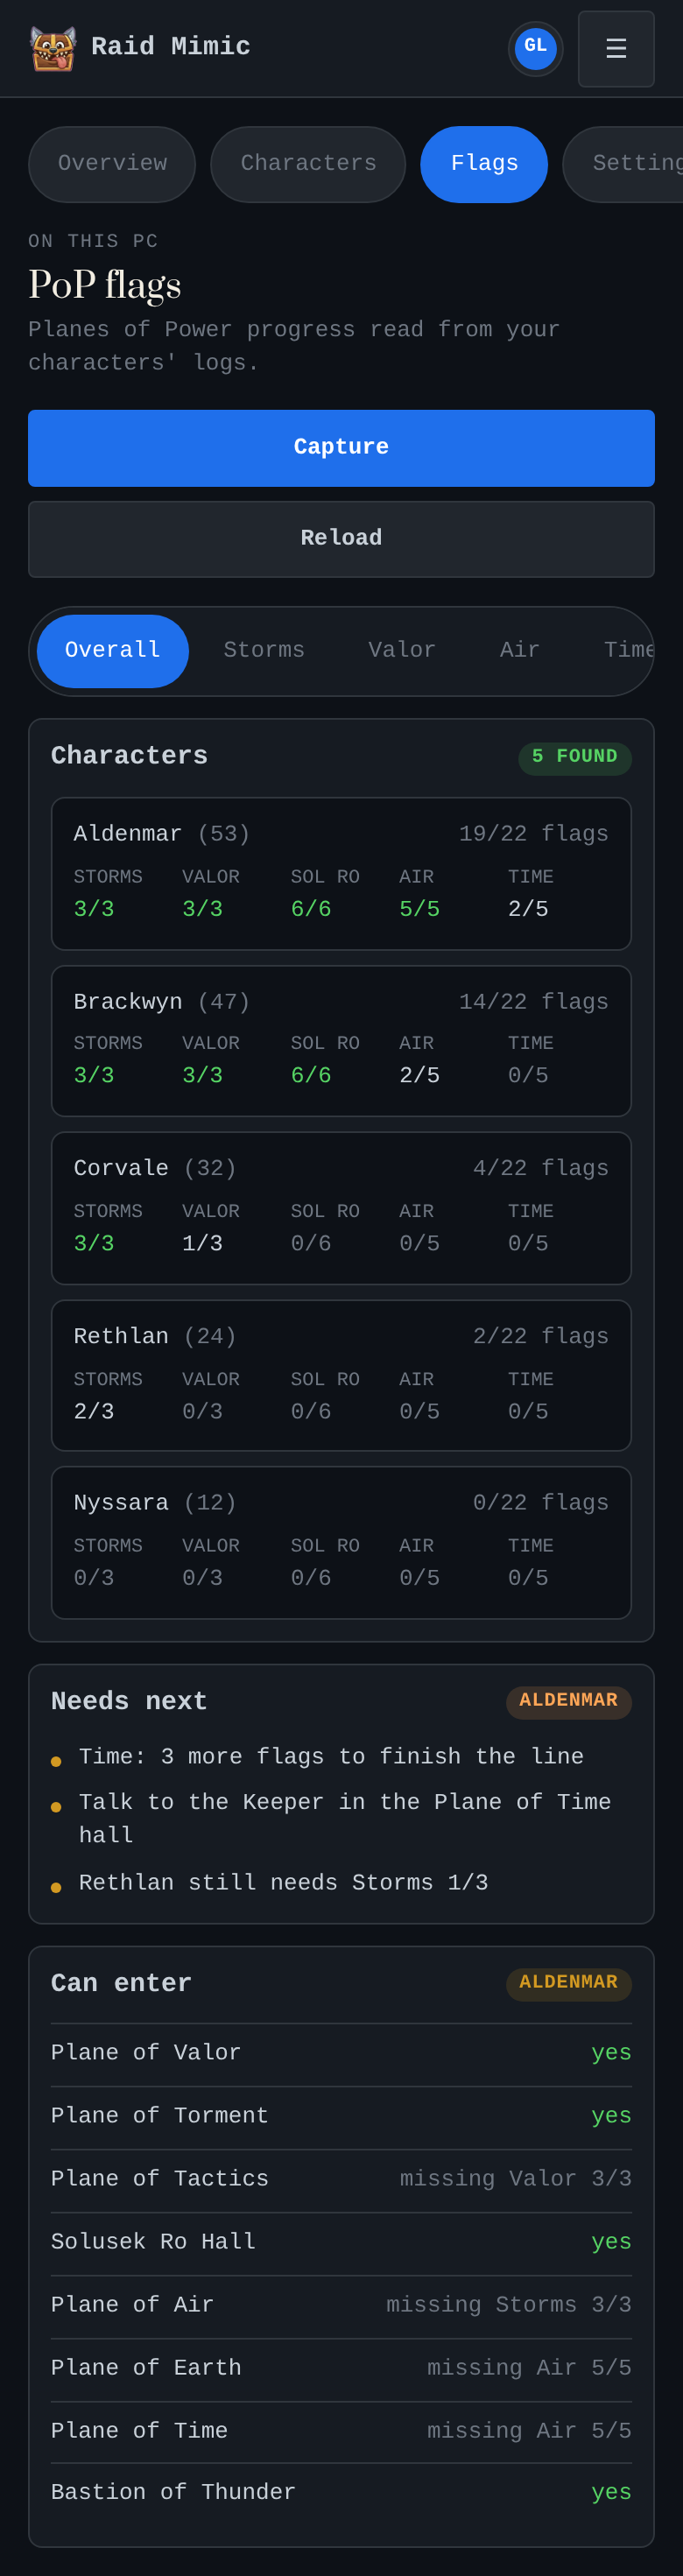 Raid Mimic
GL
☰
Overview Characters Flags Setting
ON THIS PC
PoP flags
Planes of Power progress read from your
characters' logs.
Capture
Reload
Overall Storms Valor Air Time
Characters 5 FOUND
Aldenmar (53) 19/22 flags
STORMS VALOR SOL RO AIR TIME
3/3 3/3 6/6 5/5 2/5
Brackwyn (47) 14/22 flags
STORMS VALOR SOL RO AIR TIME
3/3 3/3 6/6 2/5 0/5
Corvale (32) 4/22 flags
STORMS VALOR SOL RO AIR TIME
3/3 1/3 0/6 0/5 0/5
Rethlan (24) 2/22 flags
STORMS VALOR SOL RO AIR TIME
2/3 0/3 0/6 0/5 0/5
Nyssara (12) 0/22 flags
STORMS VALOR SOL RO AIR TIME
0/3 0/3 0/6 0/5 0/5
Needs next ALDENMAR
Time: 3 more flags to finish the line
Talk to the Keeper in the Plane of Time
hall
Rethlan still needs Storms 1/3
Can enter ALDENMAR
Plane of Valor yes
Plane of Torment yes
Plane of Tactics missing Valor 3/3
Solusek Ro Hall yes
Plane of Air missing Storms 3/3
Plane of Earth missing Air 5/5
Plane of Time missing Air 5/5
Bastion of Thunder yes